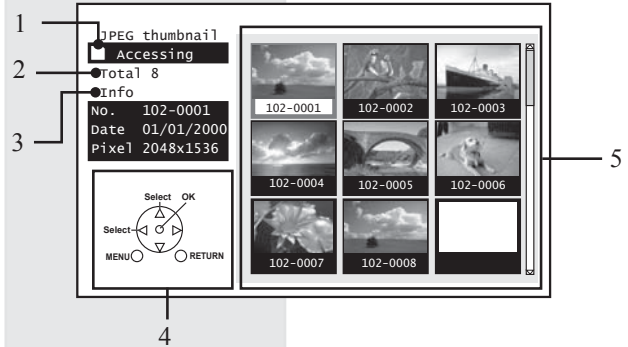 1
JPEG thumbnail
Accessing
2
Total 8
Info
3
No. 102-0001
Date 01/01/2000
Pixel 2048x1536
Select OK
Select
MENU
RETURN
4
102-0001 102-0002 102-0003
102-0004 102-0005 102-0006
102-0007 102-0008
5